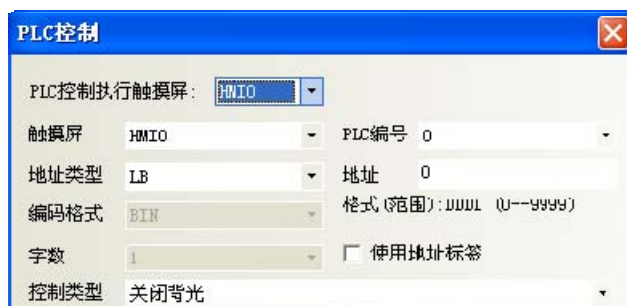 PLC控制
PLC控制执行触摸屏: HMI0
触摸屏 HMI0 PLC编号 0
地址类型 LB 地址 0
编码格式 BIN 格式(范围):DDDD (0--9999)
字数 1 使用地址标签
控制类型 关闭背光